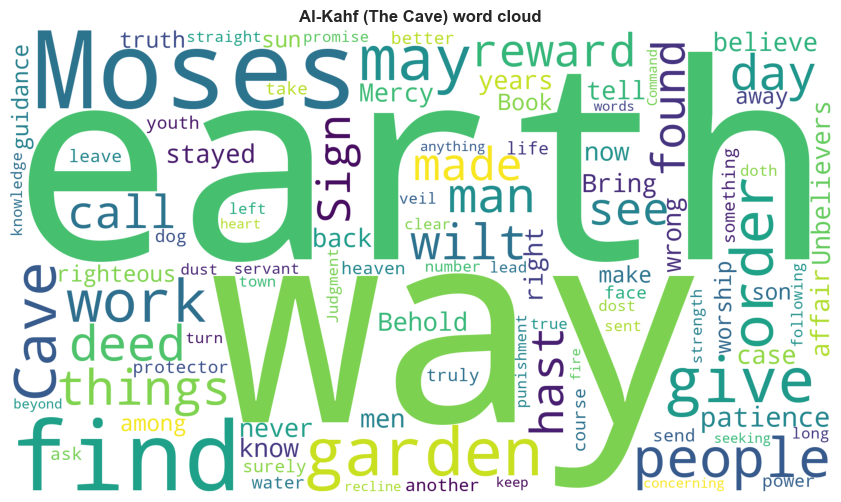 Al-Kahf (The Cave) word cloud
truth straight sun promise better
Moses may reward believe
take Mercy years Book tell words Command day away
guidance youth
earth
knowledge leave stayed Sign anything life now found
made Bring something doth Unbelievers
call left heart veil man see wrong order
dog back clear wilt right
righteous dust servant heaven number lead make worship son affair following
town Judgment face
Cave work deed turn Behold true dost sent strength case
way
things protector truly punishment hast fire give
beyond among men course patience
find never know garden people send seeking long
ask surely water recline another keep concerning power